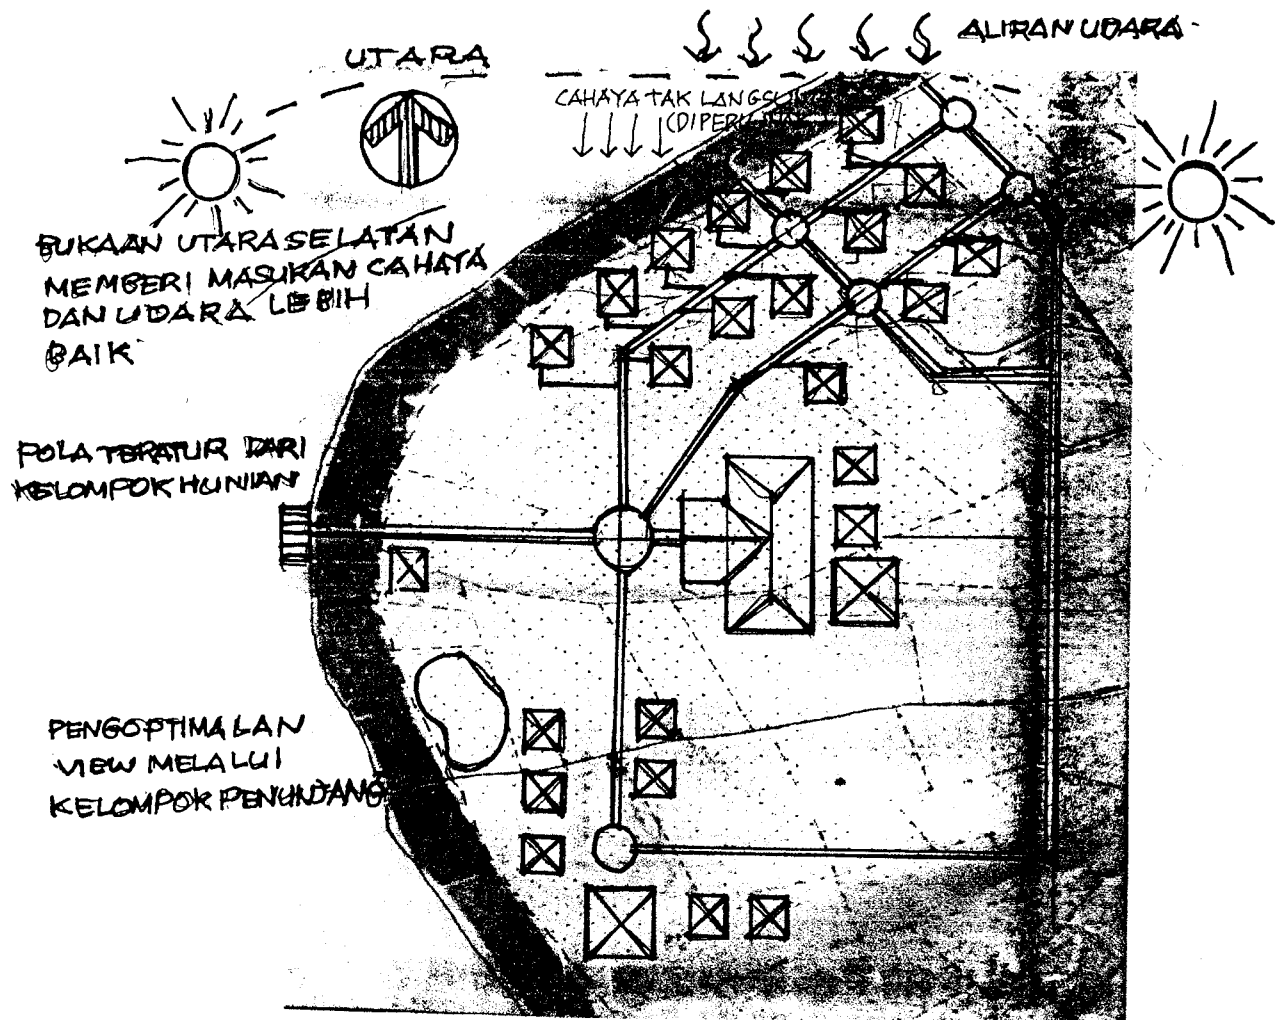 UTARA
ALIRAN UDARA
CAHAYA TAK LANGSUNG
BUKAAN UTARA SELATAN
MEMBERI MASUKAN CAHAYA
DAN UDARA LEBIH
BAIK
POLA TERATUR DARI
KELOMPOK HUNIAN
PENGOPTIMALAN
VIEW MELALUI
KELOMPOK PENUNJANG